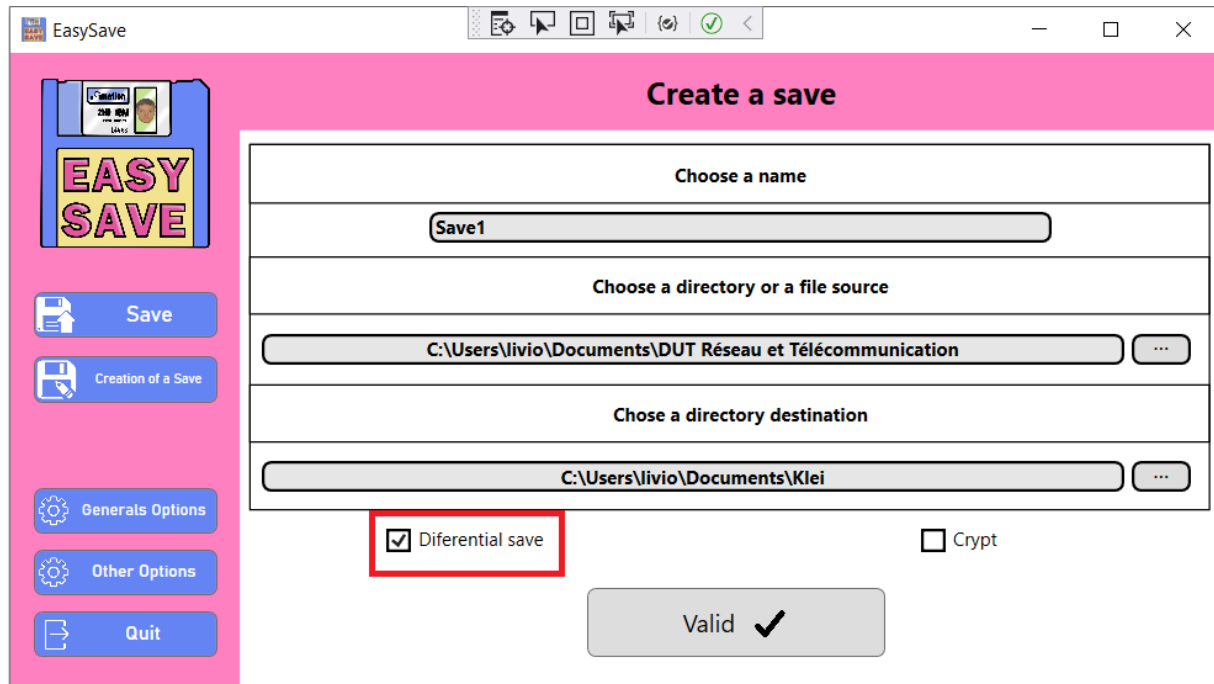 EasySave
Create a save
EASY
SAVE
Choose a name
Save1
Choose a directory or a file source
Save
C:\Users\livio\Documents\DUT Réseau et Télécommunication
...
Creation of a Save
Chose a directory destination
C:\Users\livio\Documents\Klei
...
Generals Options
Diferential save
Crypt
Other Options
Valid
Quit